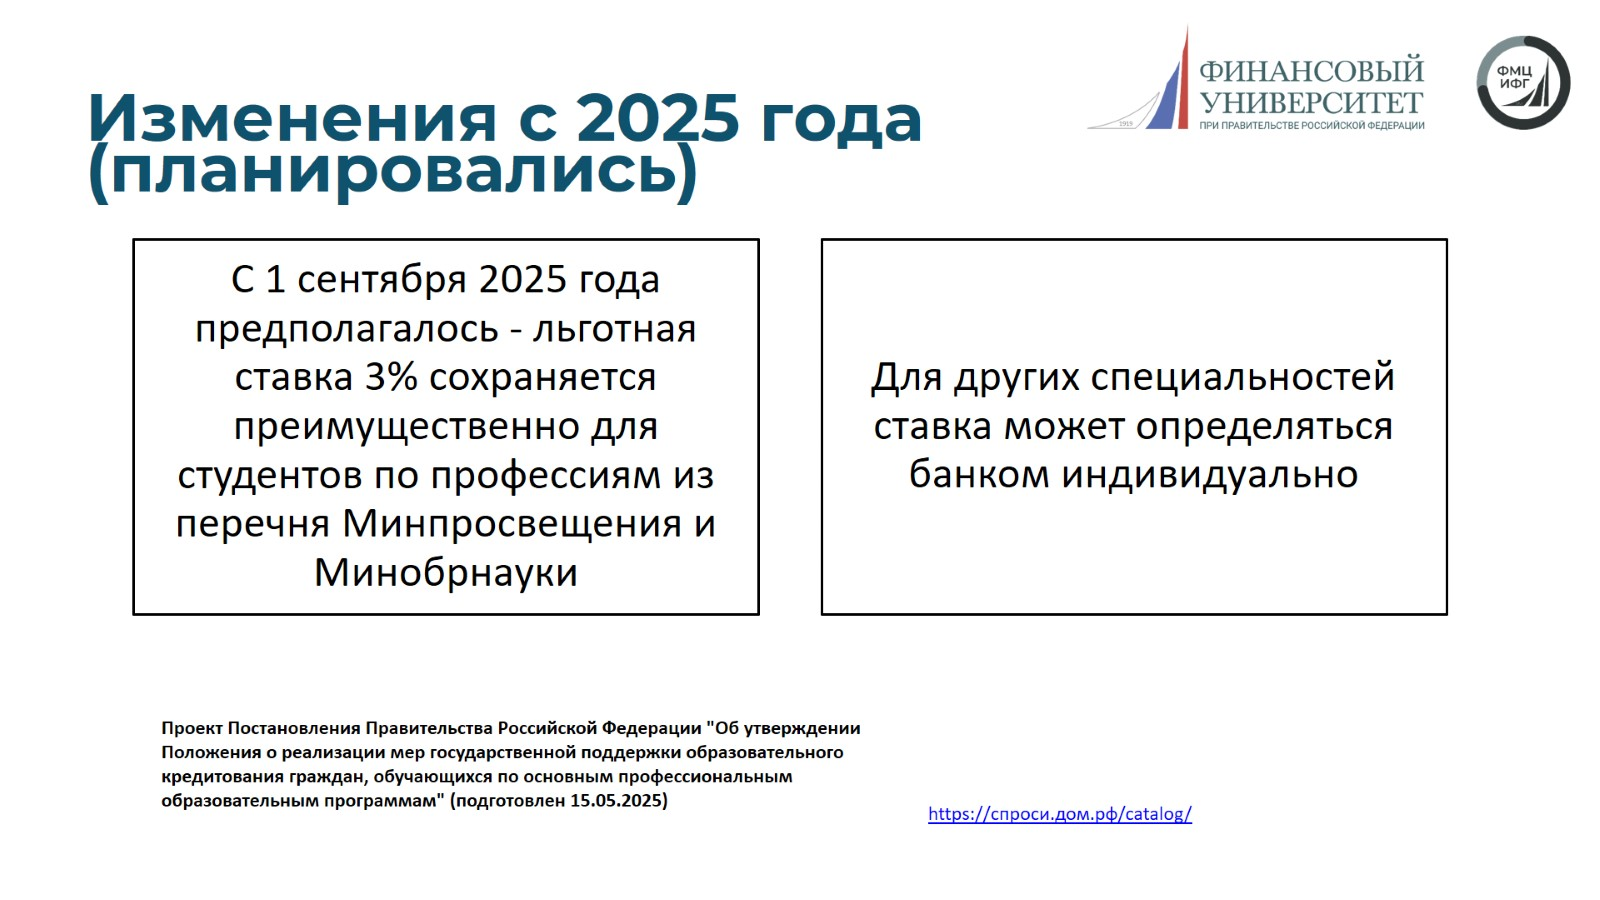 Изменения с 2025 года
(планировались)
ФИНАНСОВЫЙ
УНИВЕРСИТЕТ
ПРИ ПРАВИТЕЛЬСТВЕ РОССИЙСКОЙ ФЕДЕРАЦИИ
1919
ФМЦ
ИФГ
С 1 сентября 2025 года
предполагалось - льготная
ставка 3% сохраняется
преимущественно для
студентов по профессиям из
перечня Минпросвещения и
Минобрнауки
Для других специальностей
ставка может определяться
банком индивидуально
Проект Постановления Правительства Российской Федерации "Об утверждении
Положения о реализации мер государственной поддержки образовательного
кредитования граждан, обучающихся по основным профессиональным
образовательным программам" (подготовлен 15.05.2025)
https://спроси.дом.рф/catalog/